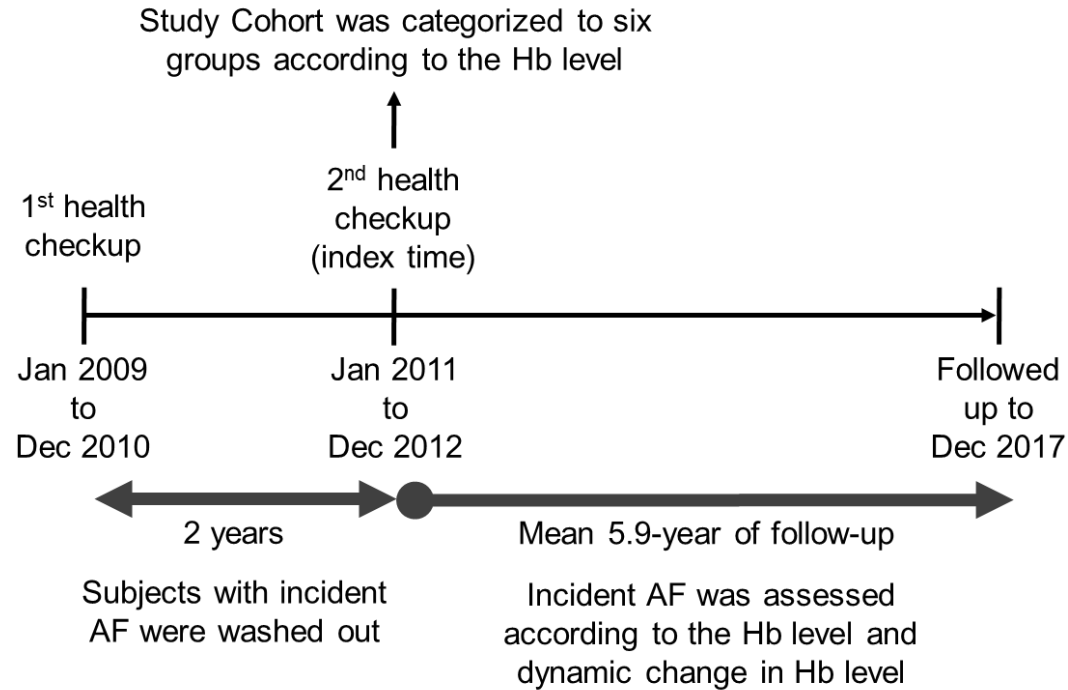 Study Cohort was categorized to six
groups according to the Hb level
1st health
checkup
2nd health
checkup
(index time)
Jan 2009
to
Dec 2010
Jan 2011
to
Dec 2012
Followed
up to
Dec 2017
2 years
Mean 5.9-year of follow-up
Subjects with incident
AF were washed out
Incident AF was assessed
according to the Hb level and
dynamic change in Hb level